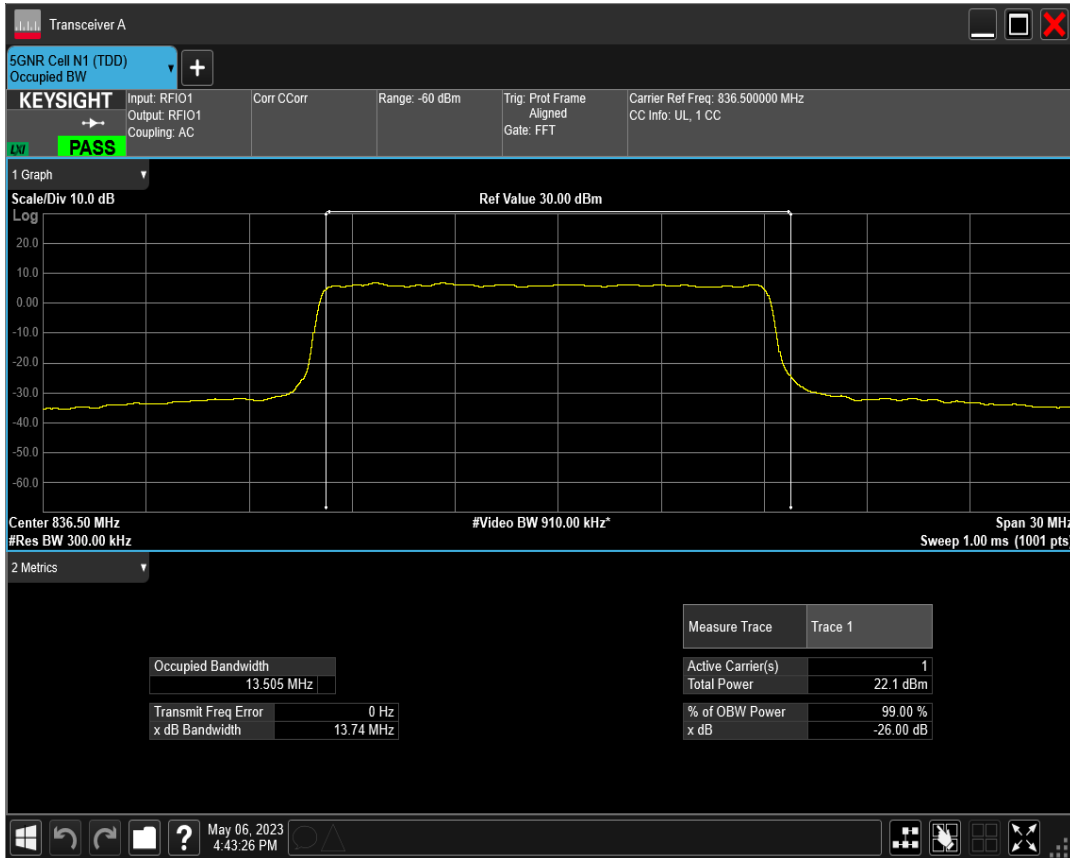 Transceiver A
5GNR Cell N1 (TDD)
Occupied BW
+
KEYSIGHT
LXI
PASS
Input: RFIO1
Output: RFIO1
Coupling: AC
Corr CCorr
Range: -60 dBm
Trig: Prot Frame
Aligned
Gate: FFT
Carrier Ref Freq: 836.500000 MHz
CC Info: UL, 1 CC
1 Graph
Scale/Div 10.0 dB
Ref Value 30.00 dBm
Log
20.0
10.0
0.00
-10.0
-20.0
-30.0
-40.0
-50.0
-60.0
Center 836.50 MHz
#Video BW 910.00 kHz*
Span 30 MHz
#Res BW 300.00 kHz
Sweep 1.00 ms (1001 pts)
2 Metrics
Measure Trace Trace 1
Occupied Bandwidth
13.505 MHz
Transmit Freq Error 0 Hz
x dB Bandwidth 13.74 MHz
Active Carrier(s) 1
Total Power 22.1 dBm
% of OBW Power 99.00 %
x dB -26.00 dB
?
May 06, 2023
4:43:26 PM